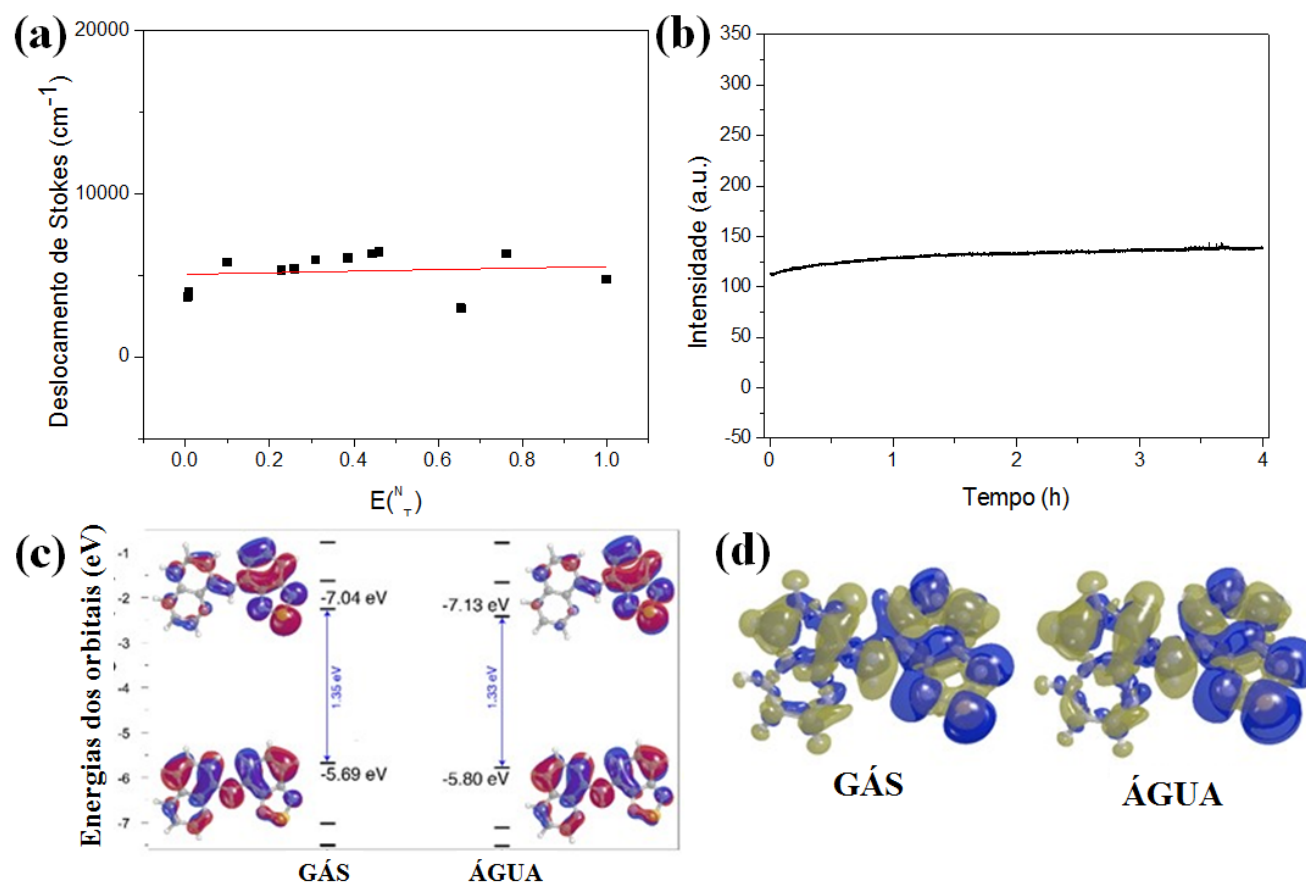 (a)
20000
10000
0
Deslocamento de Stokes (cm⁻¹)
0.0 0.2 0.4 0.6 0.8 1.0
E(ᴺ_T)
(b)
350
300
250
200
150
100
50
0
-50
Intensidade (a.u.)
0 1 2 3 4
Tempo (h)
(c)
Energias dos orbitais (eV)
-1
-2
-3
-4
-5
-6
-7
-7.04 eV
1.35 eV
-5.69 eV
-7.13 eV
1.33 eV
-5.80 eV
GÁS ÁGUA
(d)
GÁS ÁGUA